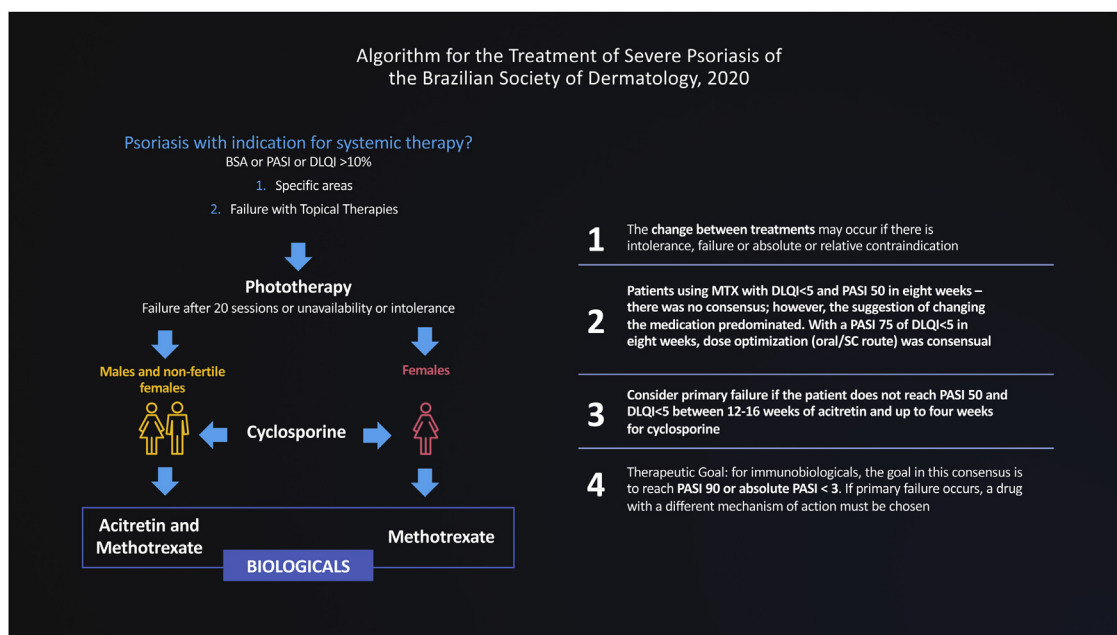 Algorithm for the Treatment of Severe Psoriasis of
the Brazilian Society of Dermatology, 2020
Psoriasis with indication for systemic therapy?
BSA or PASI or DLQI >10%
1. Specific areas
2. Failure with Topical Therapies
Phototherapy
Failure after 20 sessions or unavailability or intolerance
Males and non-fertile
females
Females
Cyclosporine
Acitretin and
Methotrexate
Methotrexate
BIOLOGICALS
1
The change between treatments may occur if there is
intolerance, failure or absolute or relative contraindication
2
Patients using MTX with DLQI<5 and PASI 50 in eight weeks –
there was no consensus; however, the suggestion of changing
the medication predominated. With a PASI 75 of DLQI<5 in
eight weeks, dose optimization (oral/SC route) was consensual
3
Consider primary failure if the patient does not reach PASI 50 and
DLQI<5 between 12-16 weeks of acitretin and up to four weeks
for cyclosporine
4
Therapeutic Goal: for immunobiologicals, the goal in this consensus is
to reach PASI 90 or absolute PASI < 3. If primary failure occurs, a drug
with a different mechanism of action must be chosen